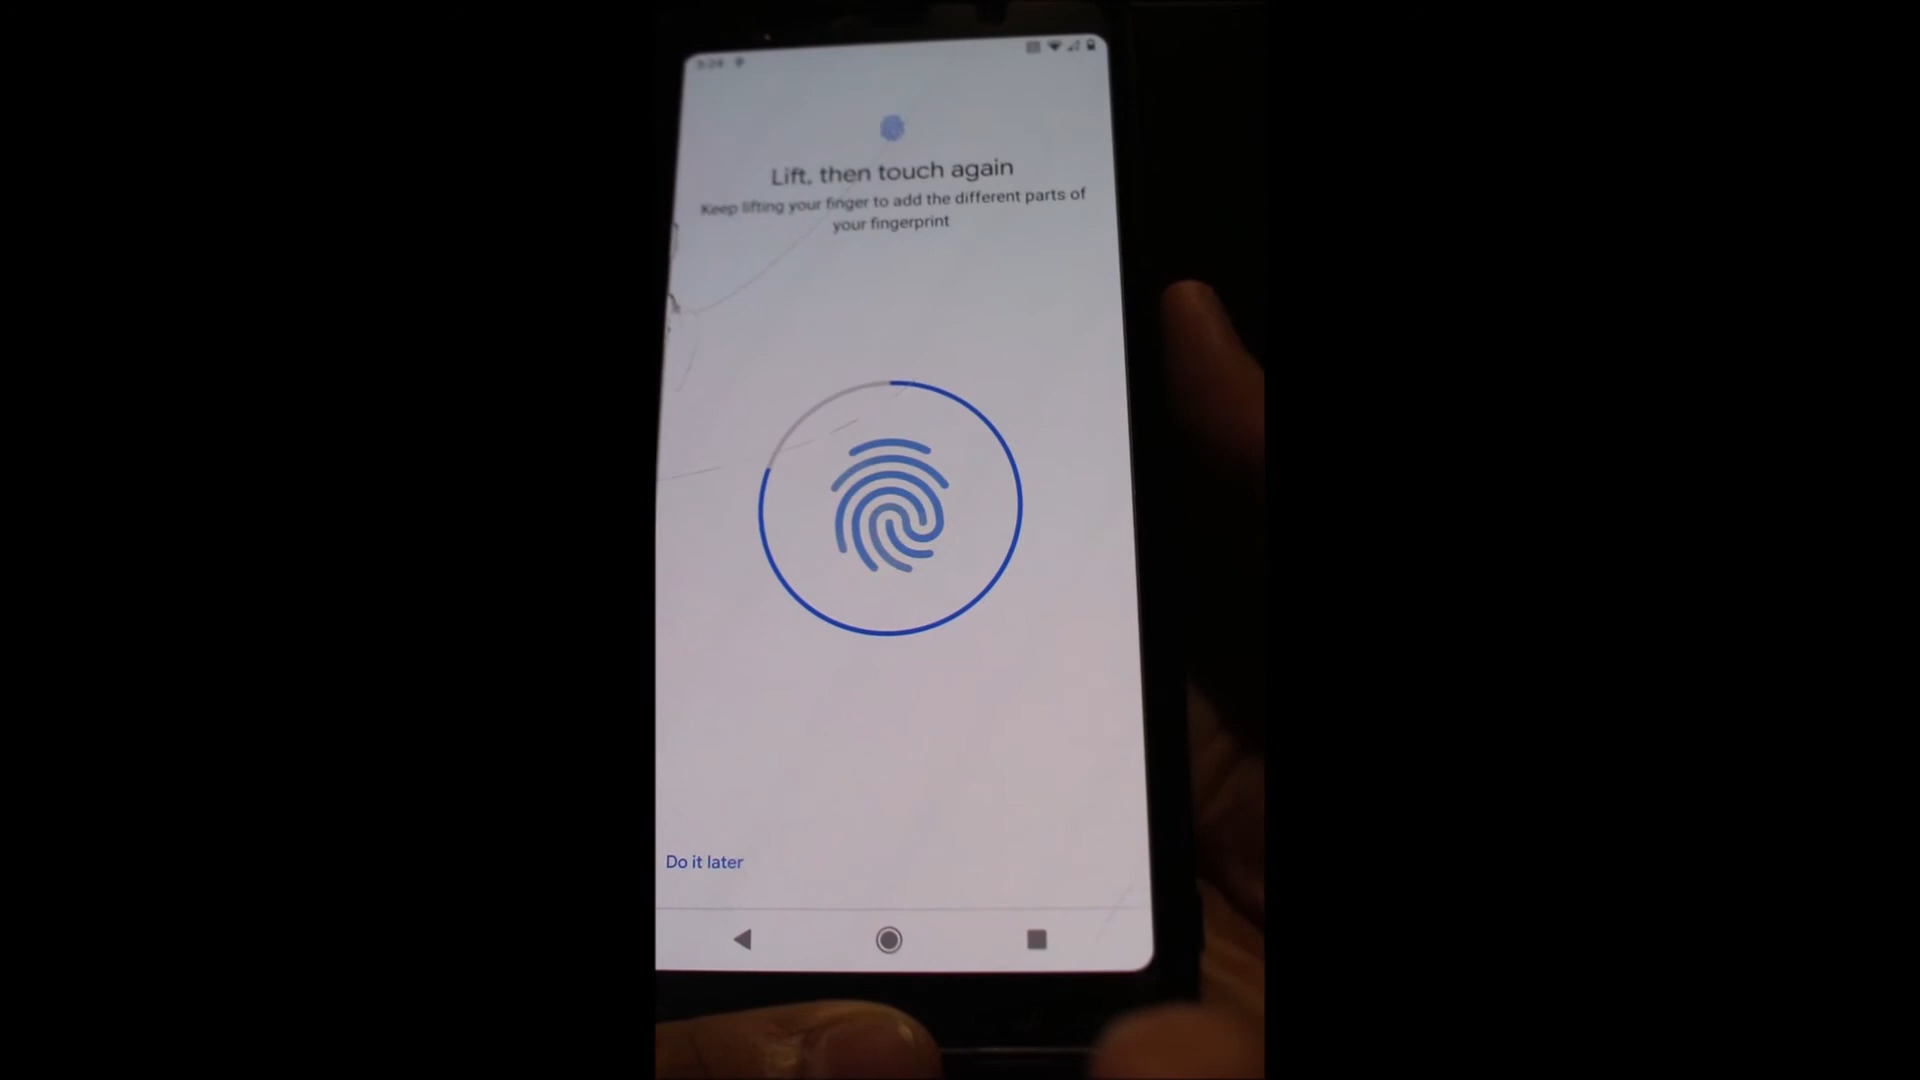 Lift, then touch again
Keep lifting your finger to add the different parts of
your fingerprint
Do it later